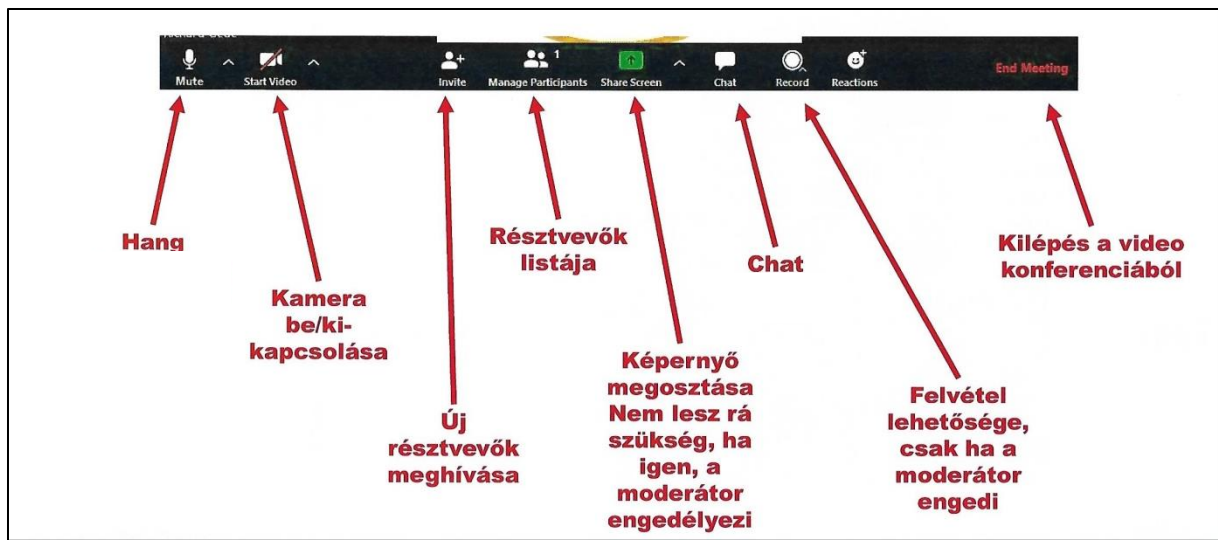 1
Mute
Start Video
Invite
Manage Participants
Share Screen
Chat
Record
Reactions
End Meeting
Hang
Kamera
be/ki-
kapcsolása
Új
résztvevők
meghívása
Résztvevők
listája
Képernyő
megosztása
Nem lesz rá
szükség, ha
igen, a
moderátor
engedélyezi
Chat
Felvétel
lehetősége,
csak ha a
moderátor
engedi
Kilépés a video
konferenciából